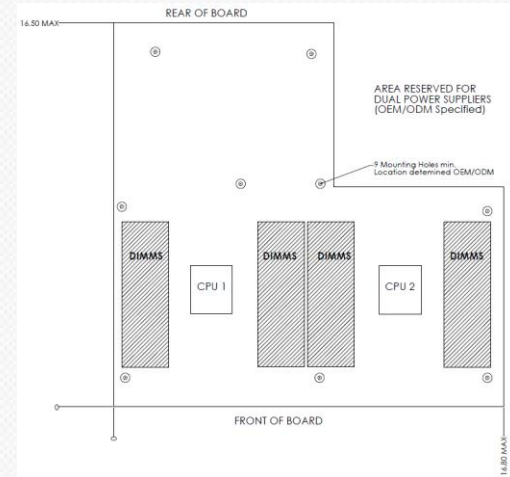 REAR OF BOARD
16.50 MAX
AREA RESERVED FOR
DUAL POWER SUPPLIERS
(OEM/ODM Specified)
9 Mounting Holes min.
Location detemined OEM/ODM
DIMMS
DIMMS
DIMMS
DIMMS
CPU 1
CPU 2
FRONT OF BOARD
16.80 MAX